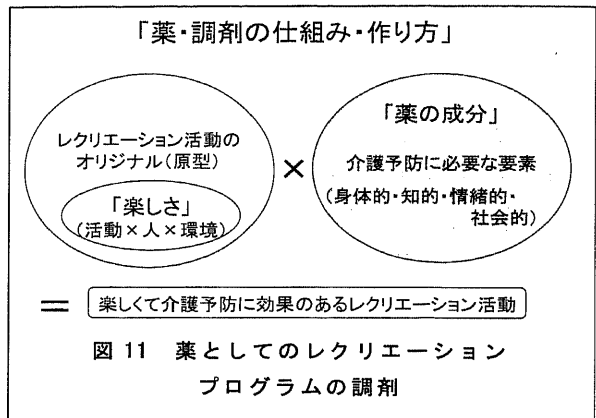 「薬・調剤の仕組み・作り方」
レクリエーション活動の
オリジナル(原型)
「楽しさ」
(活動×人×環境)
×
「薬の成分」
介護予防に必要な要素
(身体的・知的・情緒的・
社会的)
＝ 楽しくて介護予防に効果のあるレクリエーション活動
図 11 薬としてのレクリエーション
プログラムの調剤